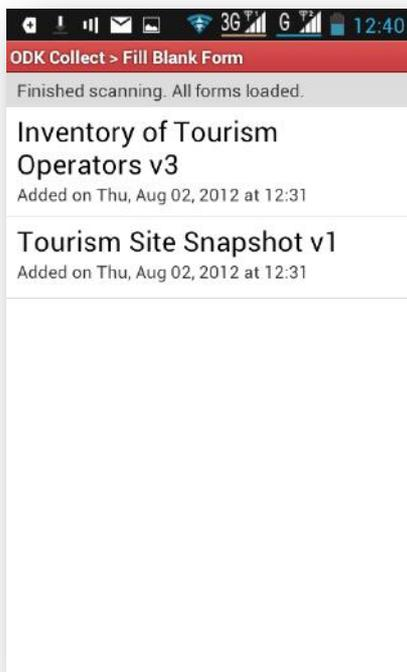 3G G 12:40
ODK Collect > Fill Blank Form
Finished scanning. All forms loaded.
Inventory of Tourism
Operators v3
Added on Thu, Aug 02, 2012 at 12:31
Tourism Site Snapshot v1
Added on Thu, Aug 02, 2012 at 12:31